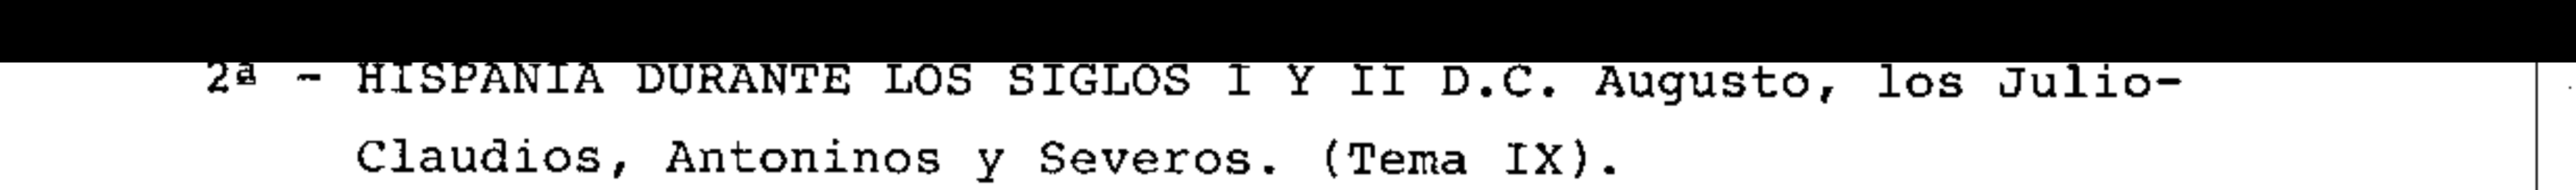 2ª - HISPANIA DURANTE LOS SIGLOS I Y II D.C. Augusto, los Julio-
Claudios, Antoninos y Severos. (Tema IX).